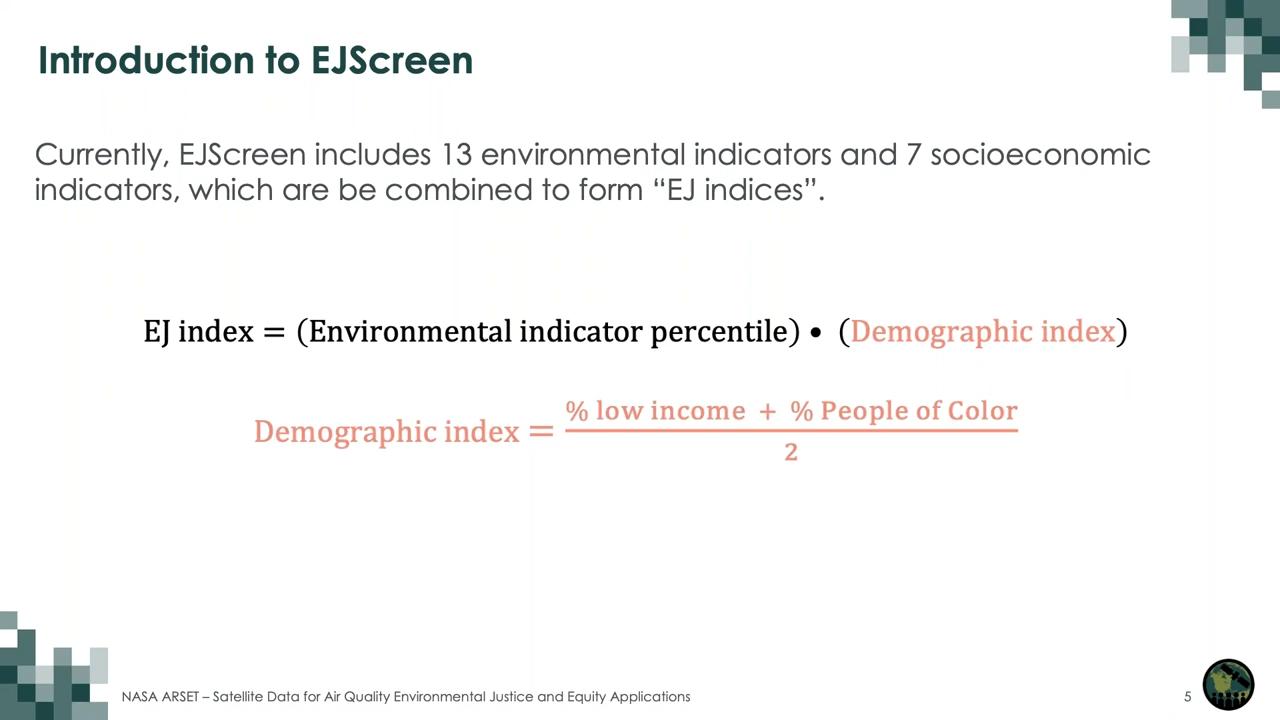 Introduction to EJScreen
Currently, EJScreen includes 13 environmental indicators and 7 socioeconomic
indicators, which are be combined to form “EJ indices”.
EJ index = (Environmental indicator percentile) • (Demographic index)
Demographic index = % low income + % People of Color
2
NASA ARSET – Satellite Data for Air Quality Environmental Justice and Equity Applications
5